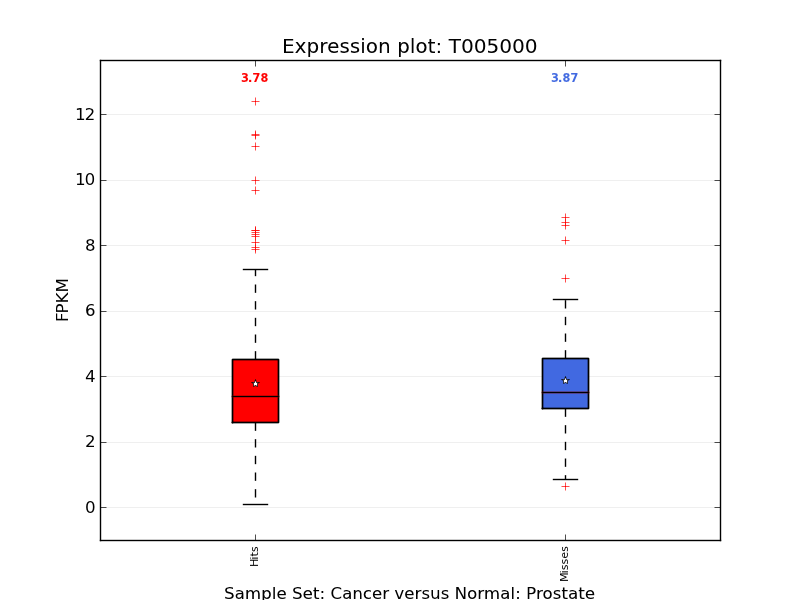 Expression plot: T005000
3.78 3.87
12
10
8
6
4
2
0
FPKM
Hits Misses
Sample Set: Cancer versus Normal: Prostate